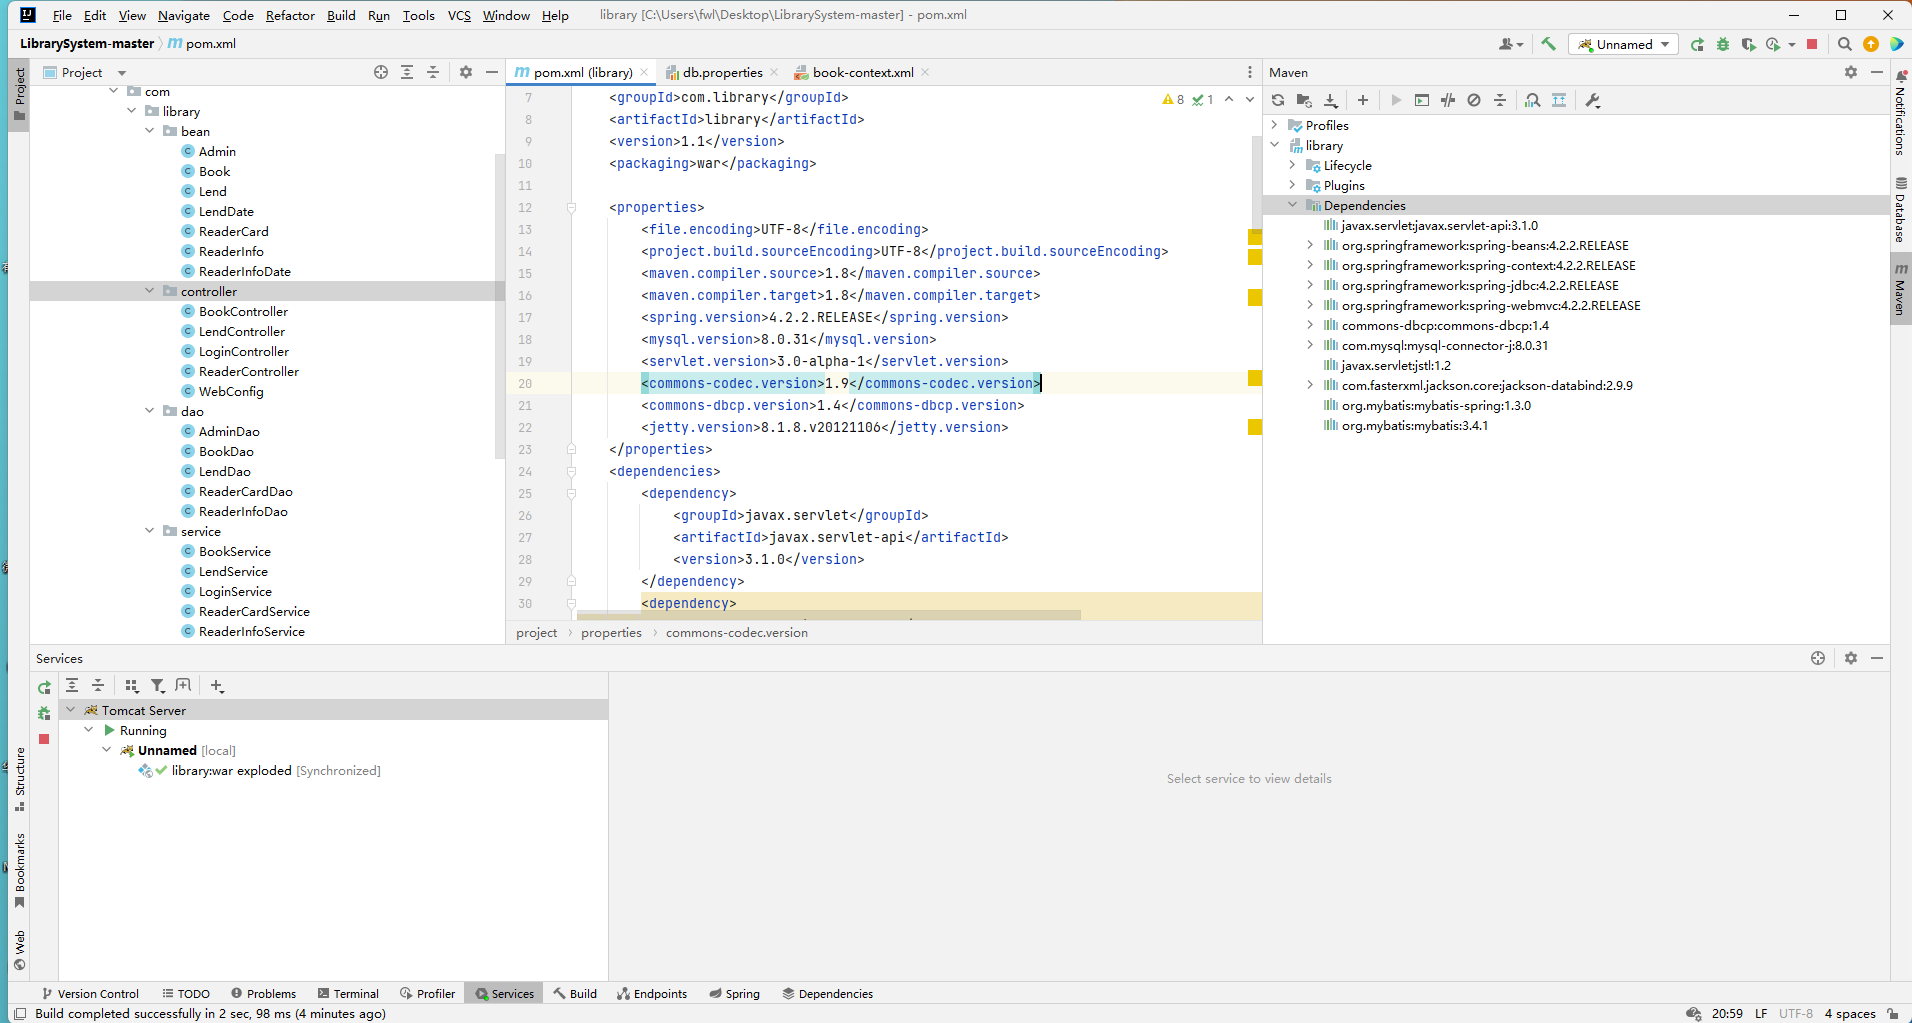 File Edit View Navigate Code Refactor Build Run Tools VCS Window Help library [C:\Users\fwl\Desktop\LibrarySystem-master] - pom.xml
LibrarySystem-master pom.xml Unnamed
Project
pom.xml (library) db.properties book-context.xml
Maven
Project
com
library
bean
Admin
Book
Lend
LendDate
ReaderCard
ReaderInfo
ReaderInfoDate
controller
BookController
LendController
LoginController
ReaderController
WebConfig
dao
AdminDao
BookDao
LendDao
ReaderCardDao
ReaderInfoDao
service
BookService
LendService
LoginService
ReaderCardService
ReaderInfoService
8 1
7 <groupId>com.library</groupId>
8 <artifactId>library</artifactId>
9 <version>1.1</version>
10 <packaging>war</packaging>
11
12 <properties>
13 <file.encoding>UTF-8</file.encoding>
14 <project.build.sourceEncoding>UTF-8</project.build.sourceEncoding>
15 <maven.compiler.source>1.8</maven.compiler.source>
16 <maven.compiler.target>1.8</maven.compiler.target>
17 <spring.version>4.2.2.RELEASE</spring.version>
18 <mysql.version>8.0.31</mysql.version>
19 <servlet.version>3.0-alpha-1</servlet.version>
20 <commons-codec.version>1.9</commons-codec.version>
21 <commons-dbcp.version>1.4</commons-dbcp.version>
22 <jetty.version>8.1.8.v20121106</jetty.version>
23 </properties>
24 <dependencies>
25 <dependency>
26 <groupId>javax.servlet</groupId>
27 <artifactId>javax.servlet-api</artifactId>
28 <version>3.1.0</version>
29 </dependency>
30 <dependency>
project properties commons-codec.version
Profiles
library
Lifecycle
Plugins
Dependencies
javax.servlet:javax.servlet-api:3.1.0
org.springframework:spring-beans:4.2.2.RELEASE
org.springframework:spring-context:4.2.2.RELEASE
org.springframework:spring-jdbc:4.2.2.RELEASE
org.springframework:spring-webmvc:4.2.2.RELEASE
commons-dbcp:commons-dbcp:1.4
com.mysql:mysql-connector-j:8.0.31
javax.servlet:jstl:1.2
com.fasterxml.jackson.core:jackson-databind:2.9.9
org.mybatis:mybatis-spring:1.3.0
org.mybatis:mybatis:3.4.1
Notifications
Database
Maven
Services
Tomcat Server
Running
Unnamed [local]
library:war exploded [Synchronized]
Select service to view details
Structure
Bookmarks
Web
Version Control TODO Problems Terminal Profiler Services Build Endpoints Spring Dependencies
Build completed successfully in 2 sec, 98 ms (4 minutes ago) 20:59 LF UTF-8 4 spaces